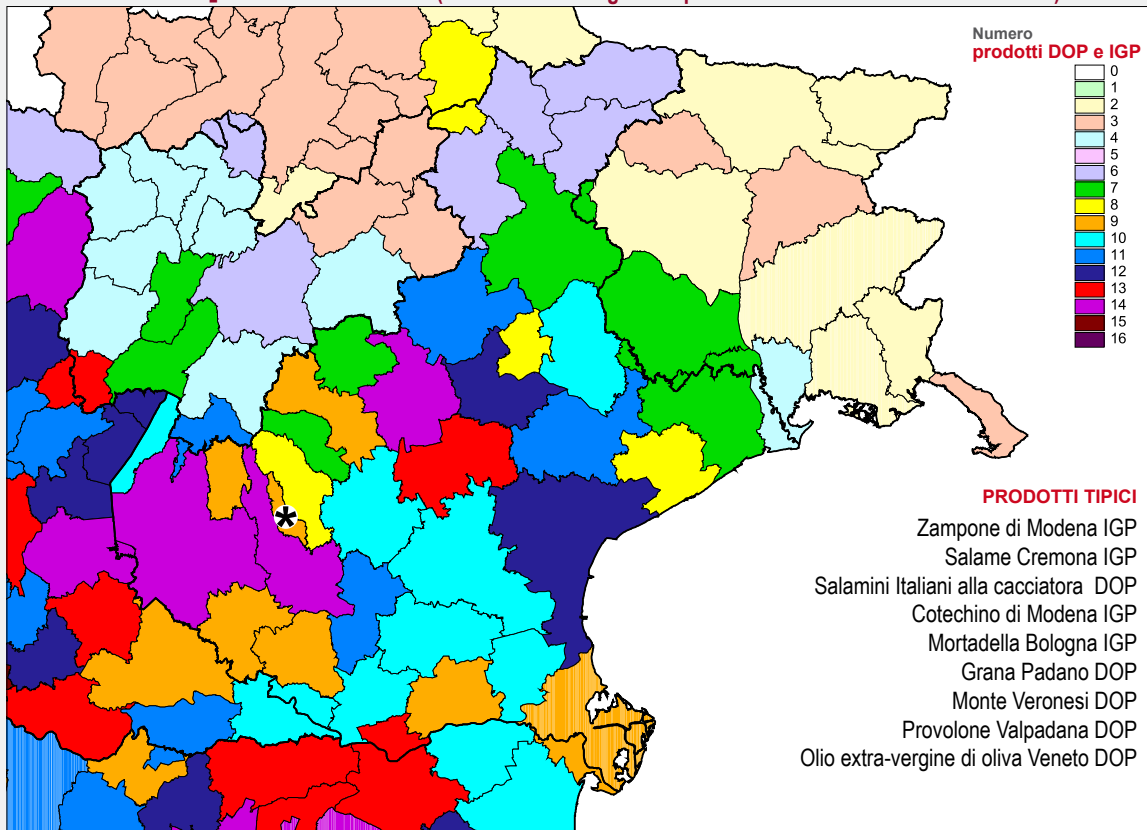 Numero
prodotti DOP e IGP
0
1
2
3
4
5
6
7
8
9
10
11
12
13
14
15
16
*
PRODOTTI TIPICI
Zampone di Modena IGP
Salame Cremona IGP
Salamini Italiani alla cacciatora DOP
Cotechino di Modena IGP
Mortadella Bologna IGP
Grana Padano DOP
Monte Veronesi DOP
Provolone Valpadana DOP
Olio extra-vergine di oliva Veneto DOP